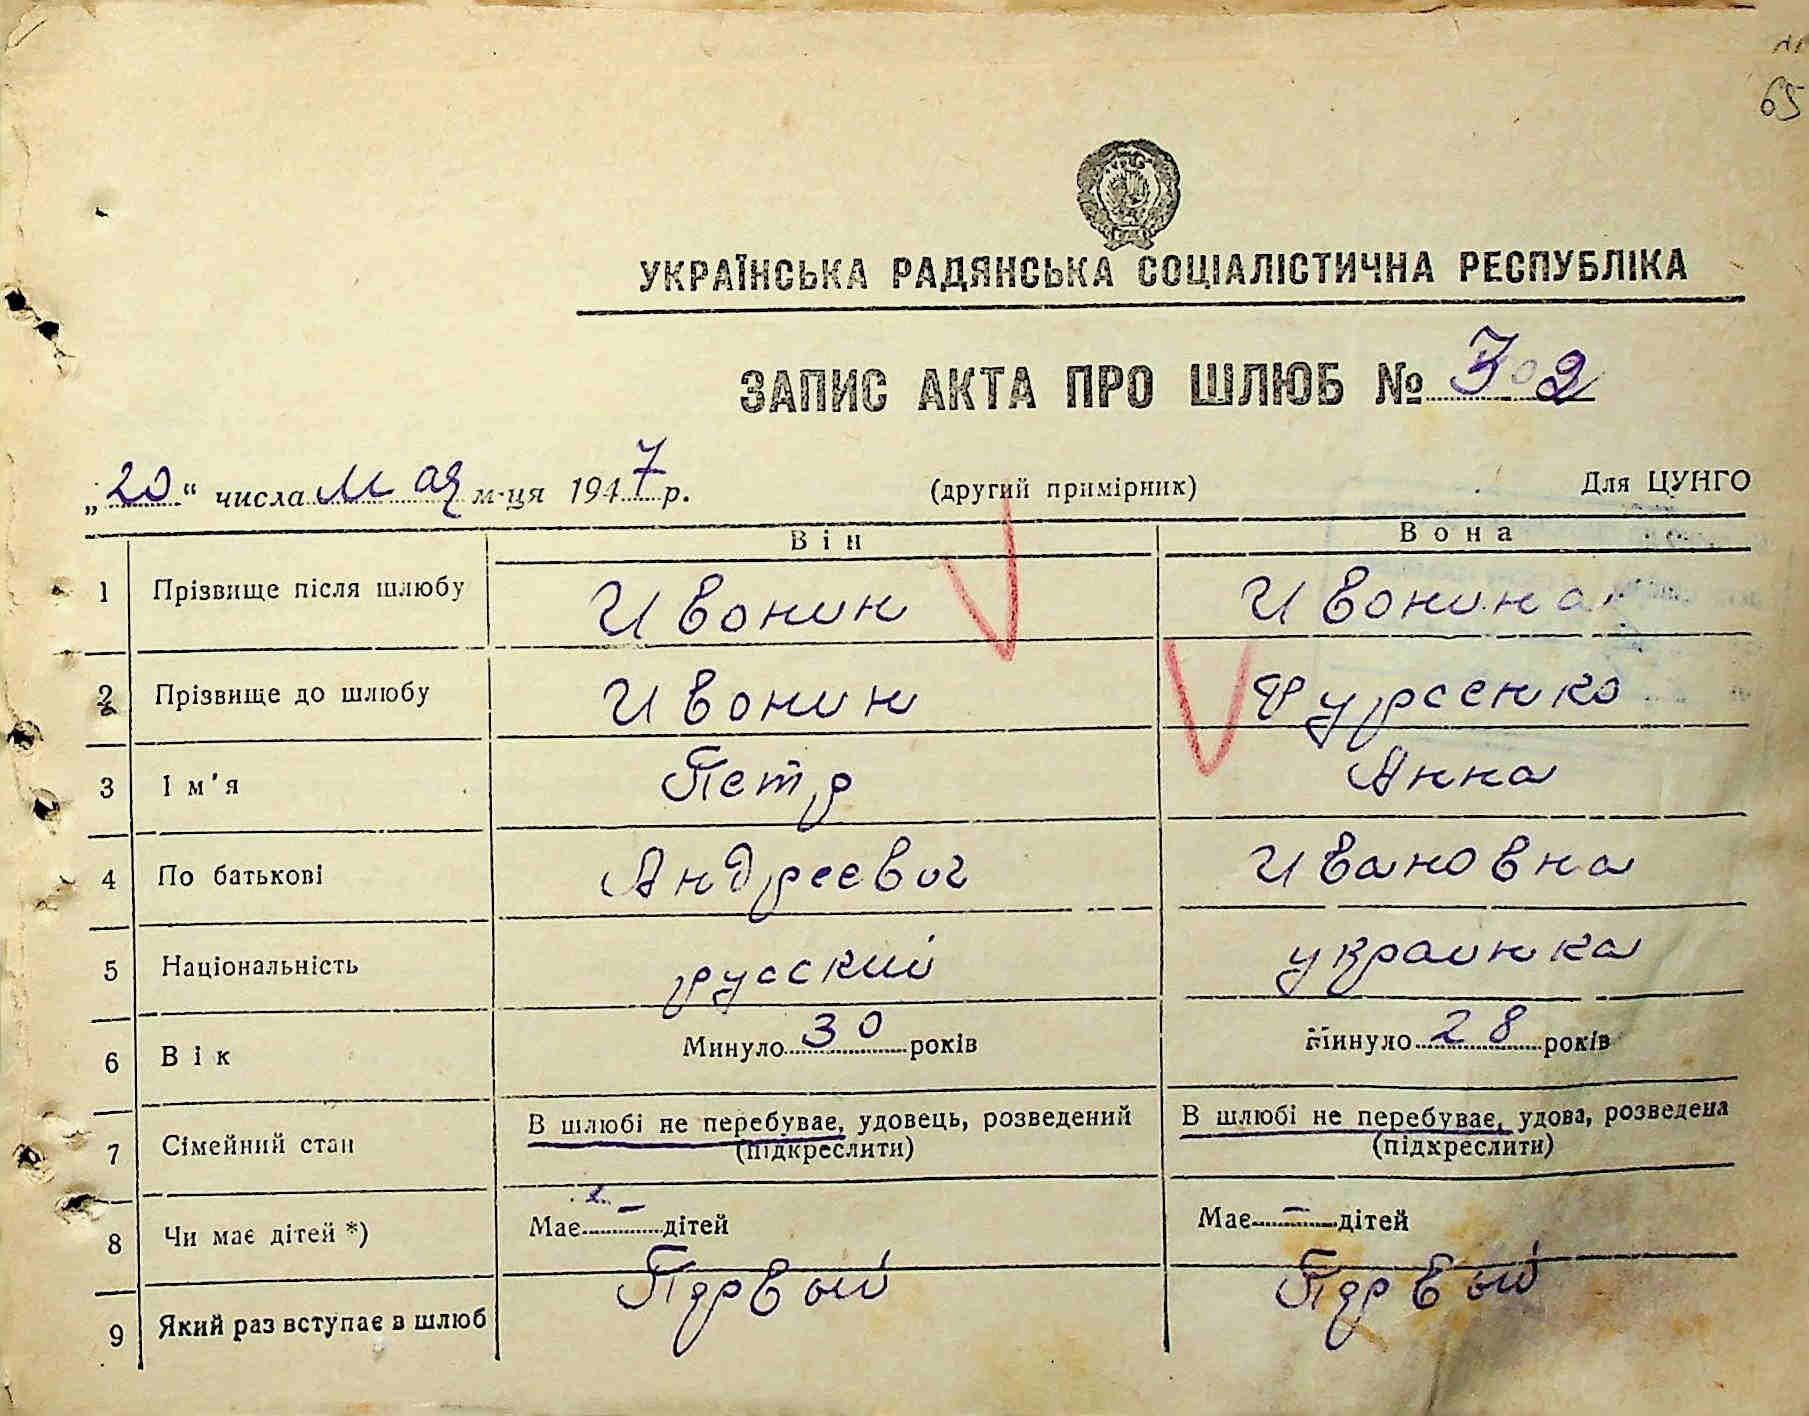 65
УКРАЇНСЬКА РАДЯНСЬКА СОЦІАЛІСТИЧНА РЕСПУБЛІКА
ЗАПИС АКТА ПРО ШЛЮБ № 302
„20“ числа мая м-ця 1947 р. (другий примірник) Для ЦУНГО
Він Вона
1 Прізвище після шлюбу Ивонин Ивонина
2 Прізвище до шлюбу Ивонин Фурсенко
3 Ім'я Петр Анна
4 По батькові Андреевич Ивановна
5 Національність русский украинка
6 Вік Минуло 30 років Минуло 28 років
7 Сімейний стан В шлюбі не перебуває, удовець, розведений В шлюбі не перебуває, удова, розведена
(підкреслити) (підкреслити)
8 Чи має дітей *) Має – дітей Має – дітей
9 Який раз вступає в шлюб Первый Первый